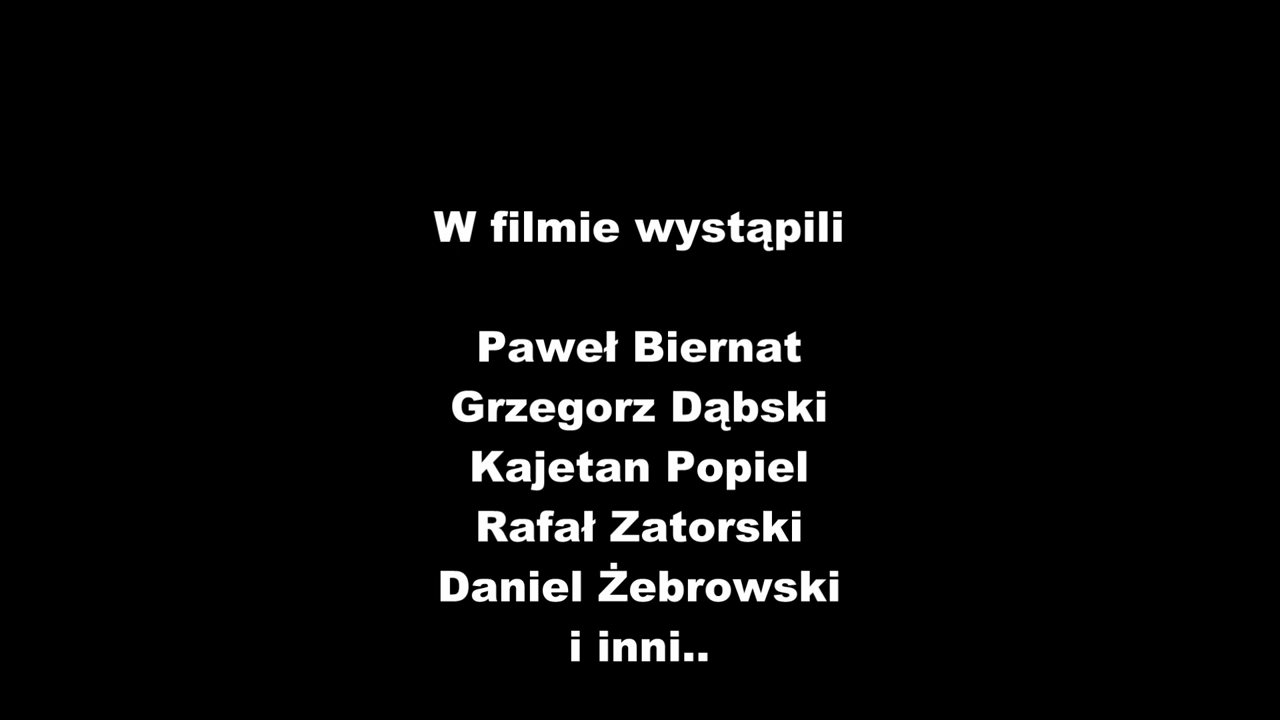 W filmie wystąpili
Paweł Biernat
Grzegorz Dąbski
Kajetan Popiel
Rafał Zatorski
Daniel Żebrowski
i inni..